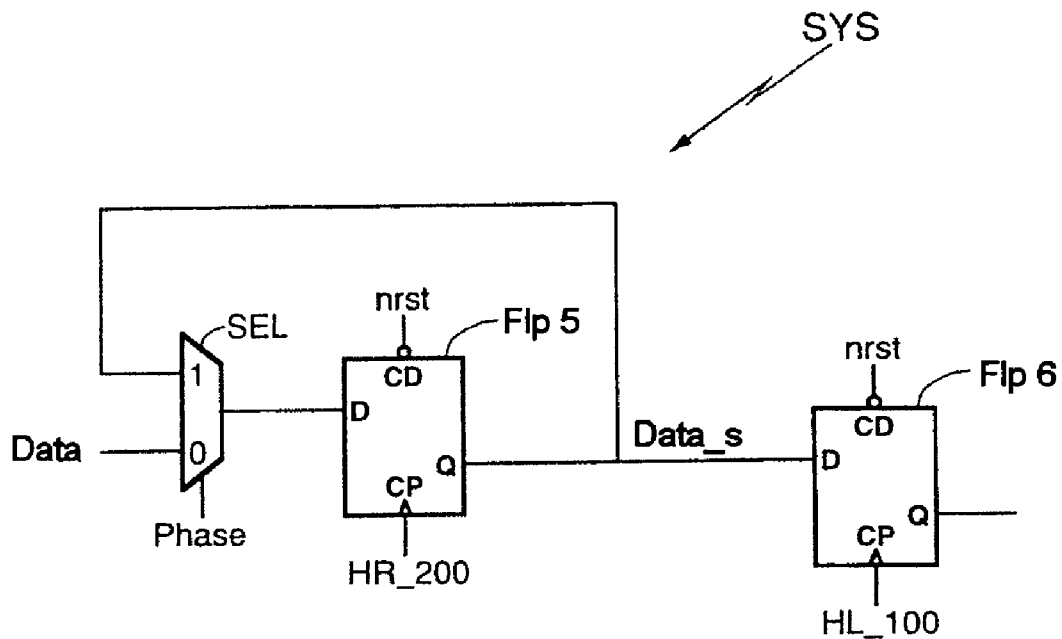 SYS
nrst
Flp 5
SEL
CD
nrst
Flp 6
1
D
CD
Data
0
Q
Data_s
D
CP
Q
Phase
CP
HR_200
HL_100